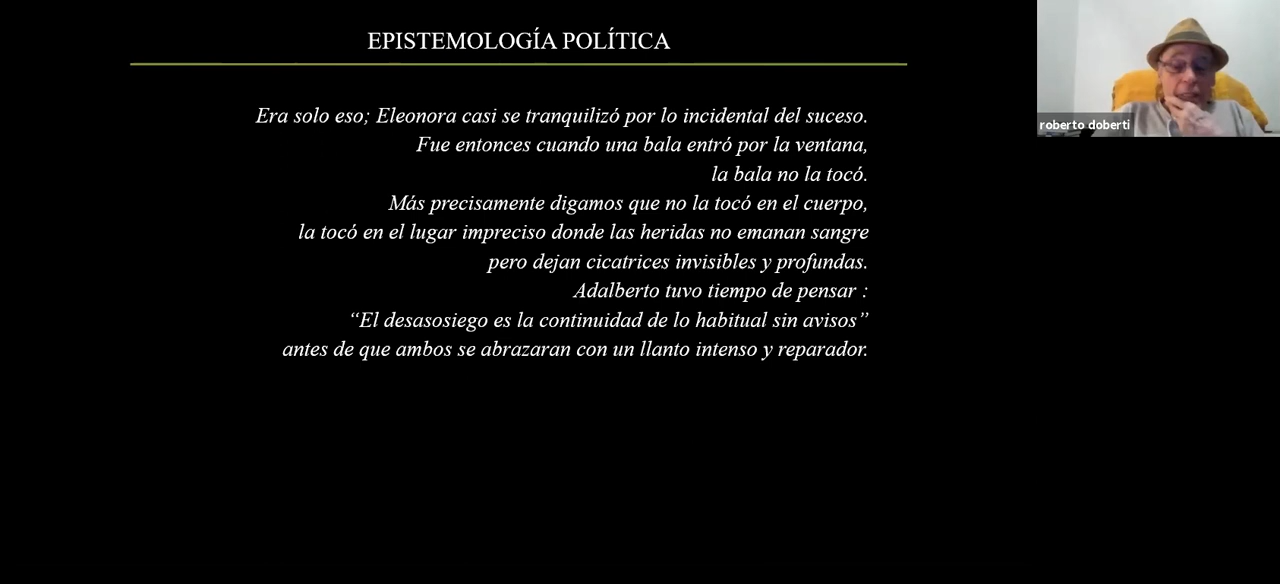 EPISTEMOLOGÍA POLÍTICA
Era solo eso; Eleonora casi se tranquilizó por lo incidental del suceso.
Fue entonces cuando una bala entró por la ventana,
la bala no la tocó.
Más precisamente digamos que no la tocó en el cuerpo,
la tocó en el lugar impreciso donde las heridas no emanan sangre
pero dejan cicatrices invisibles y profundas.
Adalberto tuvo tiempo de pensar :
“El desasosiego es la continuidad de lo habitual sin avisos”
antes de que ambos se abrazaran con un llanto intenso y reparador.
roberto doberti